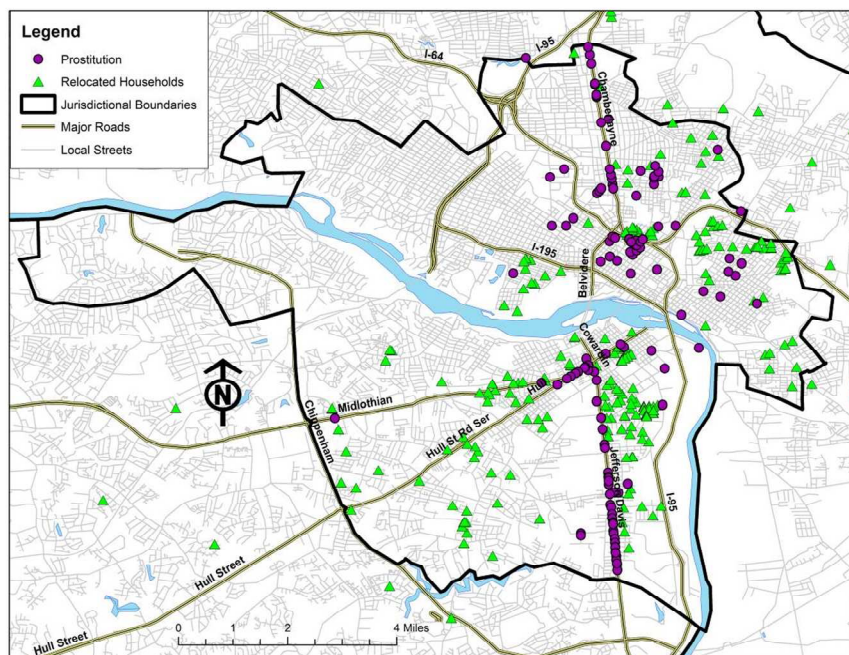 Legend
Prostitution
Relocated Households
Jurisdictional Boundaries
Major Roads
Local Streets
I-95
I-64
Chamberlayne
I-195
Belvidere
Cowardin
Hull
Midlothian
Chippenham
Hull St Rd Ser
Jefferson Davis
I-95
N
Hull Street
Hull Street
0 1 2 4 Miles